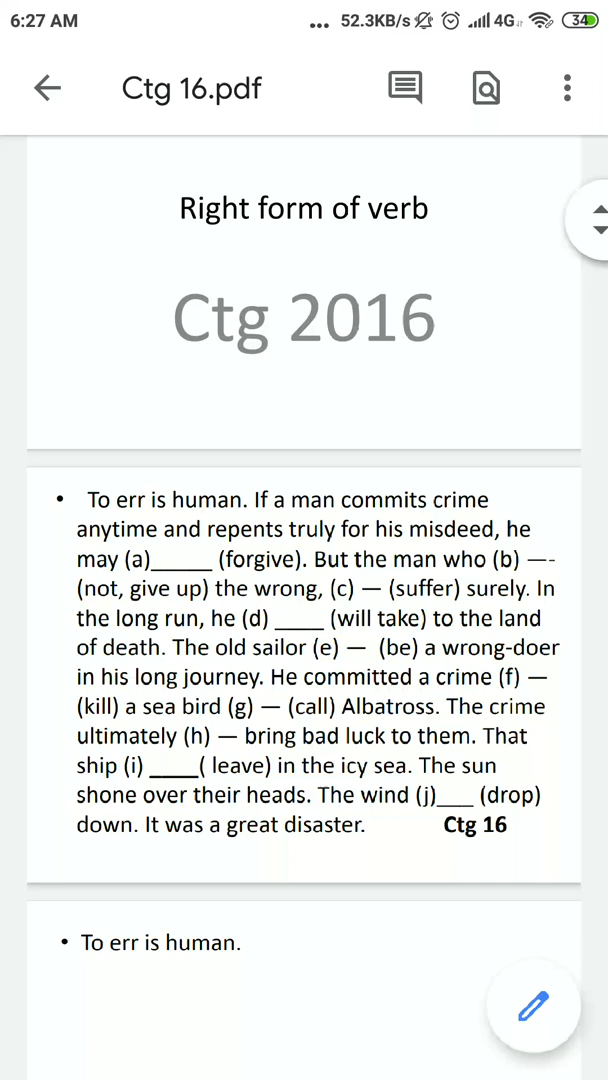 6:27 AM ... 52.3KB/s 4G 34
Ctg 16.pdf
Right form of verb
Ctg 2016
• To err is human. If a man commits crime
anytime and repents truly for his misdeed, he
may (a)_____ (forgive). But the man who (b) —-
(not, give up) the wrong, (c) — (suffer) surely. In
the long run, he (d) ____ (will take) to the land
of death. The old sailor (e) — (be) a wrong-doer
in his long journey. He committed a crime (f) —
(kill) a sea bird (g) — (call) Albatross. The crime
ultimately (h) — bring bad luck to them. That
ship (i) ____( leave) in the icy sea. The sun
shone over their heads. The wind (j)___ (drop)
down. It was a great disaster. Ctg 16
• To err is human.